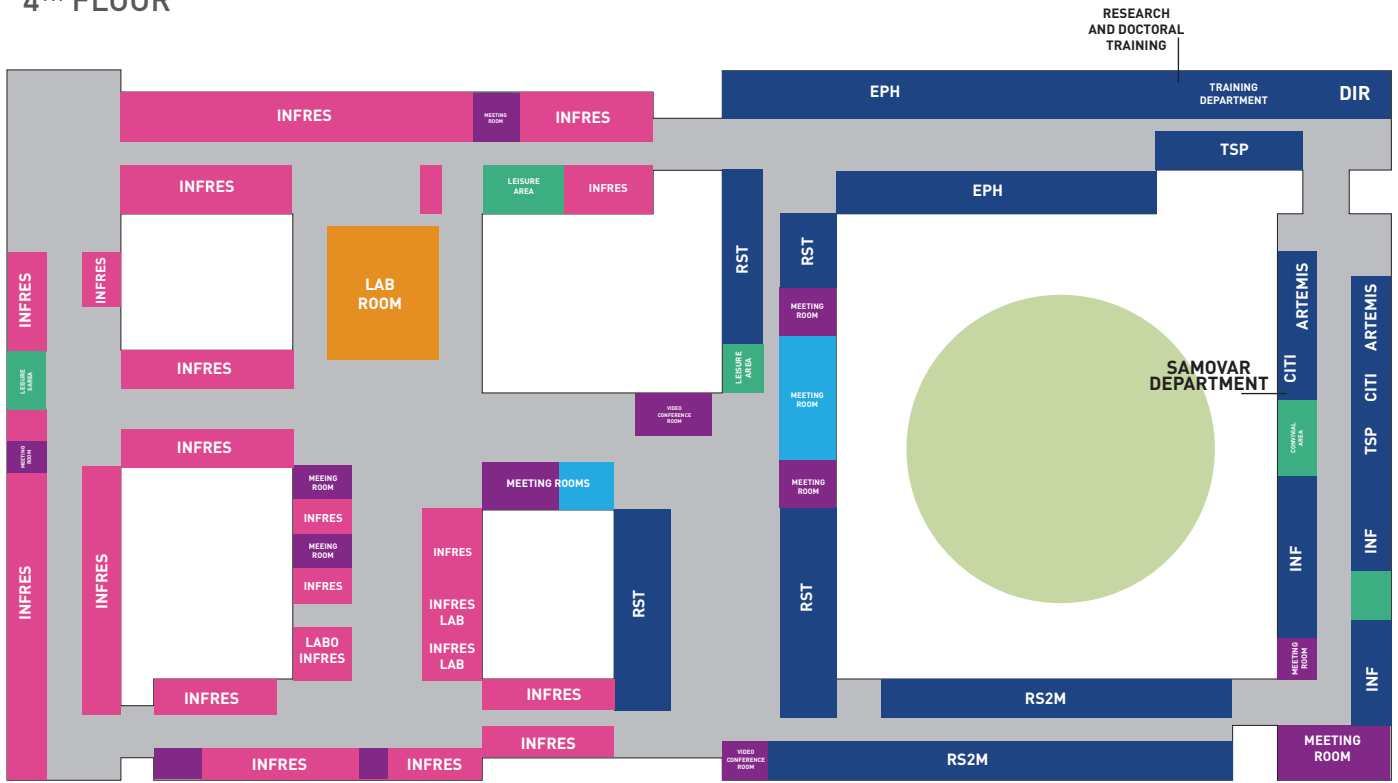 4TH FLOOR
RESEARCH
AND DOCTORAL
TRAINING
EPH
TRAINING
DEPARTMENT
DIR
INFRES
MEETING
ROOM
INFRES
TSP
INFRES
LEISURE
AREA
INFRES
EPH
RST
RST
INFRES
INFRES
LAB
ROOM
MEETING
ROOM
ARTEMIS
ARTEMIS
LEISURE
SAREA
INFRES
LEISURE
AREA
MEETING
ROOM
SAMOVAR
DEPARTMENT
CITI
CITI
VIDEO
CONFERENCE
ROOM
INFRES
MEETING
ROOM
CONVIVIAL
AREA
TSP
MEEING
ROOM
MEETING ROOMS
MEETING
ROOM
INFRES
MEEING
ROOM
INFRES
INFRES
INFRES
INFRES
INFRES
LAB
INFRES
LAB
LABO
INFRES
RST
RST
INF
INF
MEETING
ROOM
INF
INFRES
INFRES
RS2M
INFRES
INFRES
INFRES
VIDEO
CONFERENCE
ROOM
RS2M
MEETING
ROOM